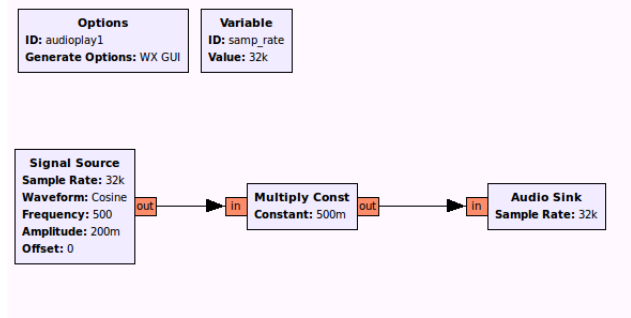 Options
ID: audioplay1
Generate Options: WX GUI
Variable
ID: samp_rate
Value: 32k
Signal Source
Sample Rate: 32k
Waveform: Cosine
Frequency: 500
Amplitude: 200m
Offset: 0
out
in
Multiply Const
Constant: 500m
out
in
Audio Sink
Sample Rate: 32k